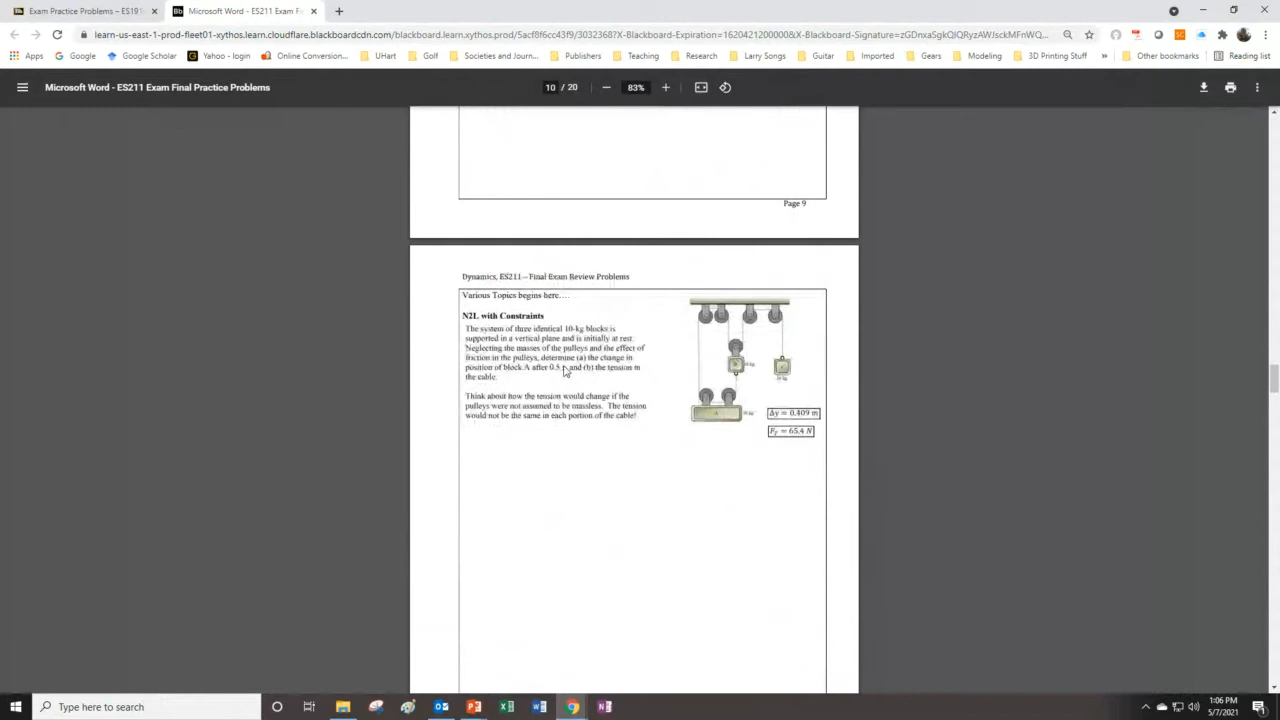 Exam Practice Problems – ES191
Microsoft Word - ES211 Exam F
learn-us-east-1-prod-fleet01-xythos.learn.cloudflare.blackboardcdn.com/blackboard.learn.xythos.prod/5acf8f6cc43f9/3032368?X-Blackboard-Expiration=1620421200000&X-Blackboard-Signature=
Apps Google Google Scholar Yahoo - login Online Conversion... UHart Golf Societies and Journ... Publishers Teaching Research Larry Songs Guitar Imported Gears Modeling 3D Printing Stuff » Other bookmarks Reading list
Microsoft Word - ES211 Exam Final Practice Problems
10 / 20
83%
Page 9
Dynamics, ES211—Final Exam Review Problems
Various Topics begins here….
N2L with Constraints
The system of three identical 10-kg blocks is
supported in a vertical plane and is initially at rest.
Neglecting the masses of the pulleys and the effect of
friction in the pulleys, determine (a) the change in
position of block A after 0.5 and (b) the tension in
the cable.
Think about how the tension would change if the
pulleys were not assumed to be massless. The tension
would not be the same in each portion of the cable!
Δy = 0.409 m
F_T = 65.4 N
Type here to search
1:06 PM
5/7/2021